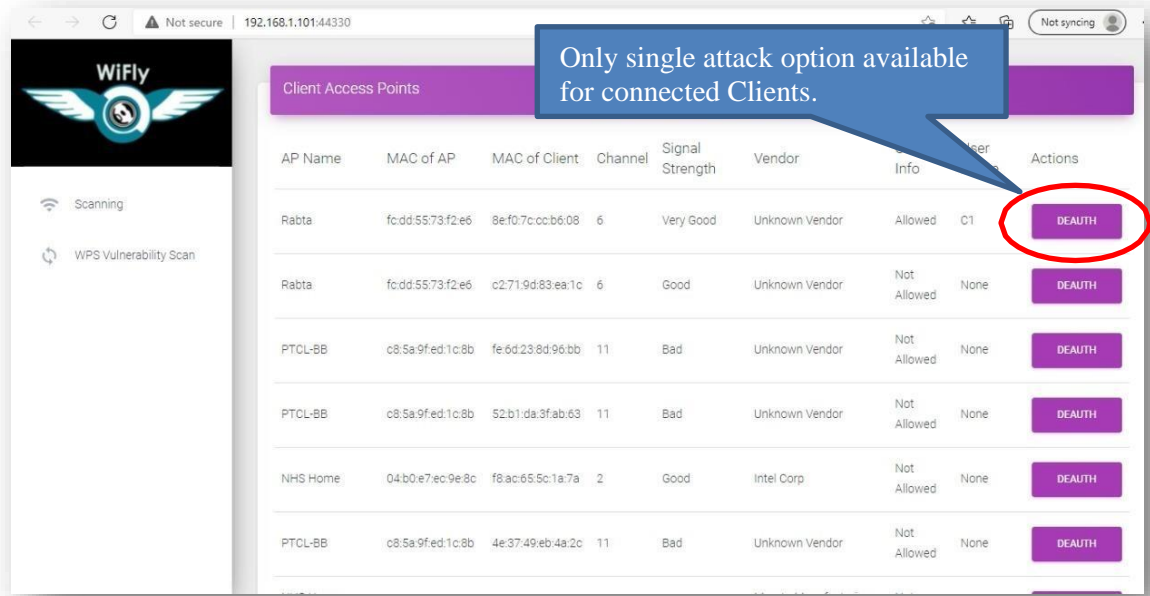 Not secure 192.168.1.101:44330
Not syncing
Only single attack option available
for connected Clients.
WiFly
Scanning
WPS Vulnerability Scan
Client Access Points
AP Name MAC of AP MAC of Client Channel Signal Strength Vendor Info Actions
Rabta fc:dd:55:73:f2:e6 8e:f0:7c:cc:b6:08 6 Very Good Unknown Vendor Allowed C1 DEAUTH
Rabta fc:dd:55:73:f2:e6 c2:71:9d:83:ea:1c 6 Good Unknown Vendor Not Allowed None DEAUTH
PTCL-BB c8:5a:9f:ed:1c:8b fe:6d:23:8d:96:bb 11 Bad Unknown Vendor Not Allowed None DEAUTH
PTCL-BB c8:5a:9f:ed:1c:8b 52:b1:da:3f:ab:63 11 Bad Unknown Vendor Not Allowed None DEAUTH
NHS Home 04:b0:e7:ec:9e:8c f8:ac:65:5c:1a:7a 2 Good Intel Corp Not Allowed None DEAUTH
PTCL-BB c8:5a:9f:ed:1c:8b 4e:37:49:eb:4a:2c 11 Bad Unknown Vendor Not Allowed None DEAUTH